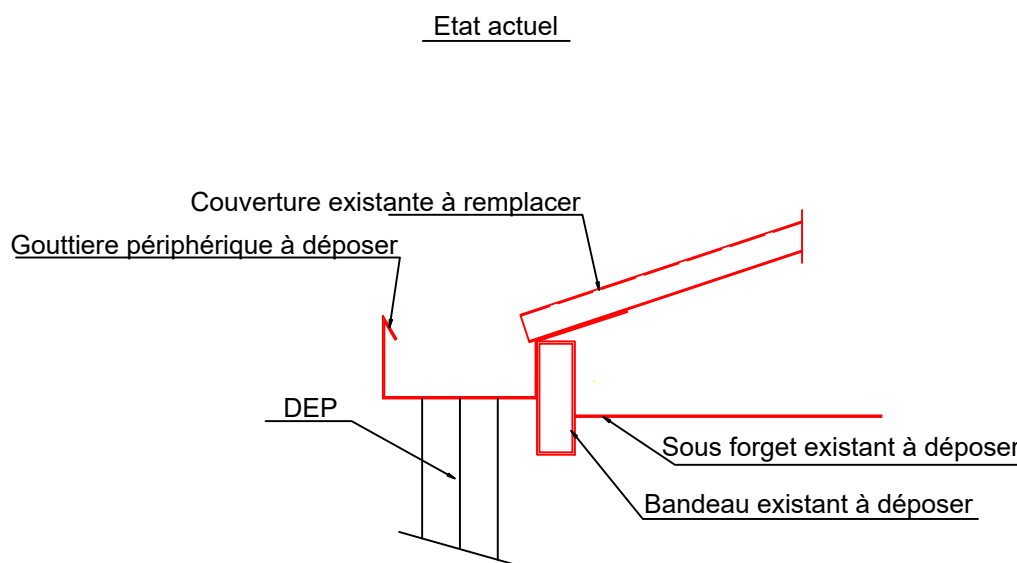 Etat actuel
Couverture existante à remplacer
Gouttiere périphérique à déposer
DEP
Sous forget existant à déposer
Bandeau existant à déposer